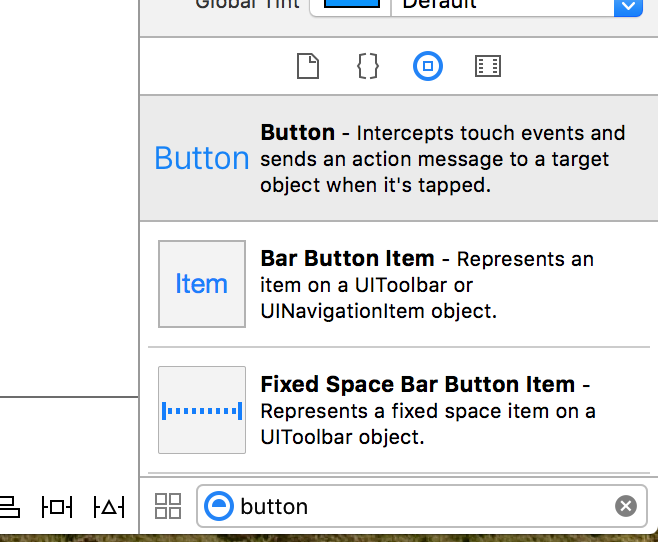 Global Tint Default
Button
Button - Intercepts touch events and
sends an action message to a target
object when it's tapped.
Item
Bar Button Item - Represents an
item on a UIToolbar or
UINavigationItem object.
Fixed Space Bar Button Item -
Represents a fixed space item on a
UIToolbar object.
button